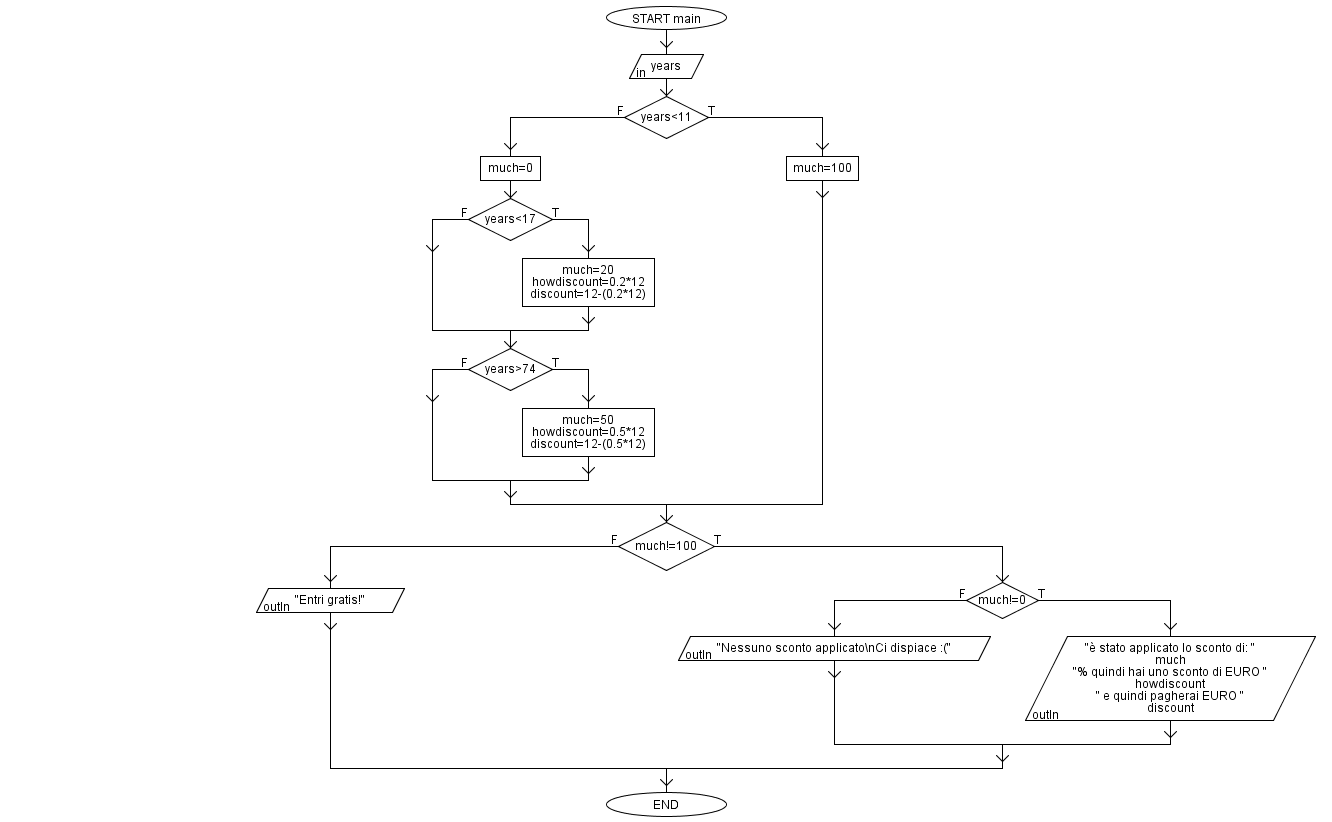 START main
years
in
F
T
years<11
much=0
much=100
F
T
years<17
much=20
howdiscount=0.2*12
discount=12-(0.2*12)
F
T
years>74
much=50
howdiscount=0.5*12
discount=12-(0.5*12)
F
T
much!=100
"Entri gratis!"
outln
F
T
much!=0
"Nessuno sconto applicato\nCi dispiace :("
outln
"è stato applicato lo sconto di: "
much
"% quindi hai uno sconto di EURO "
howdiscount
" e quindi pagherai EURO "
discount
outln
END